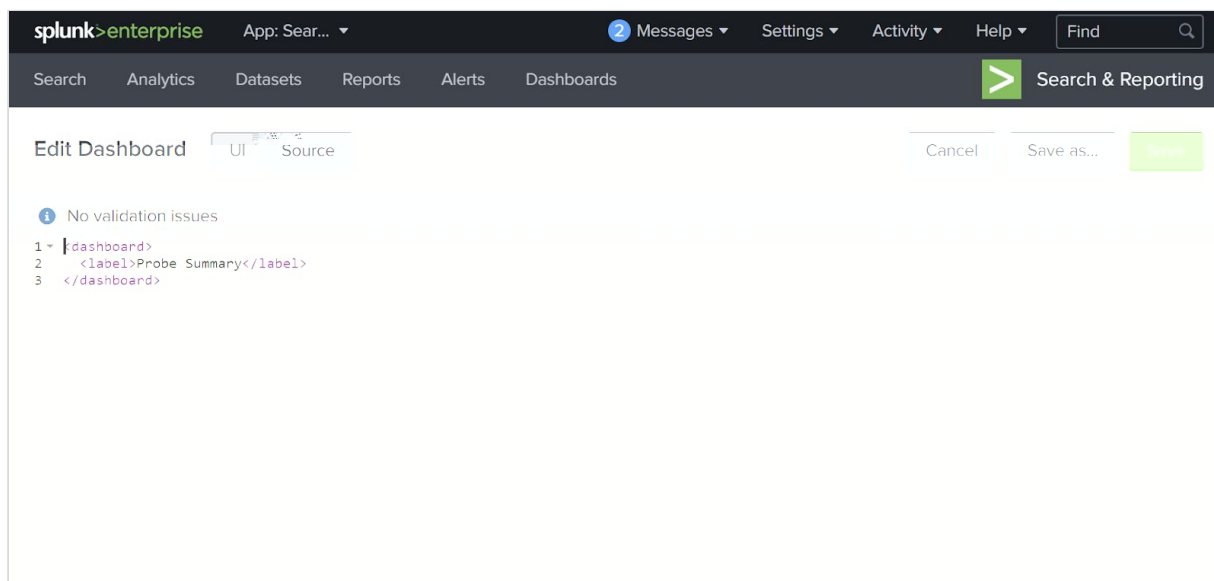 splunk>enterprise App: Sear... 2 Messages Settings Activity Help Find
Search Analytics Datasets Reports Alerts Dashboards Search & Reporting
Edit Dashboard UI Source Cancel Save as...
No validation issues
1 <dashboard>
2 <label>Probe Summary</label>
3 </dashboard>